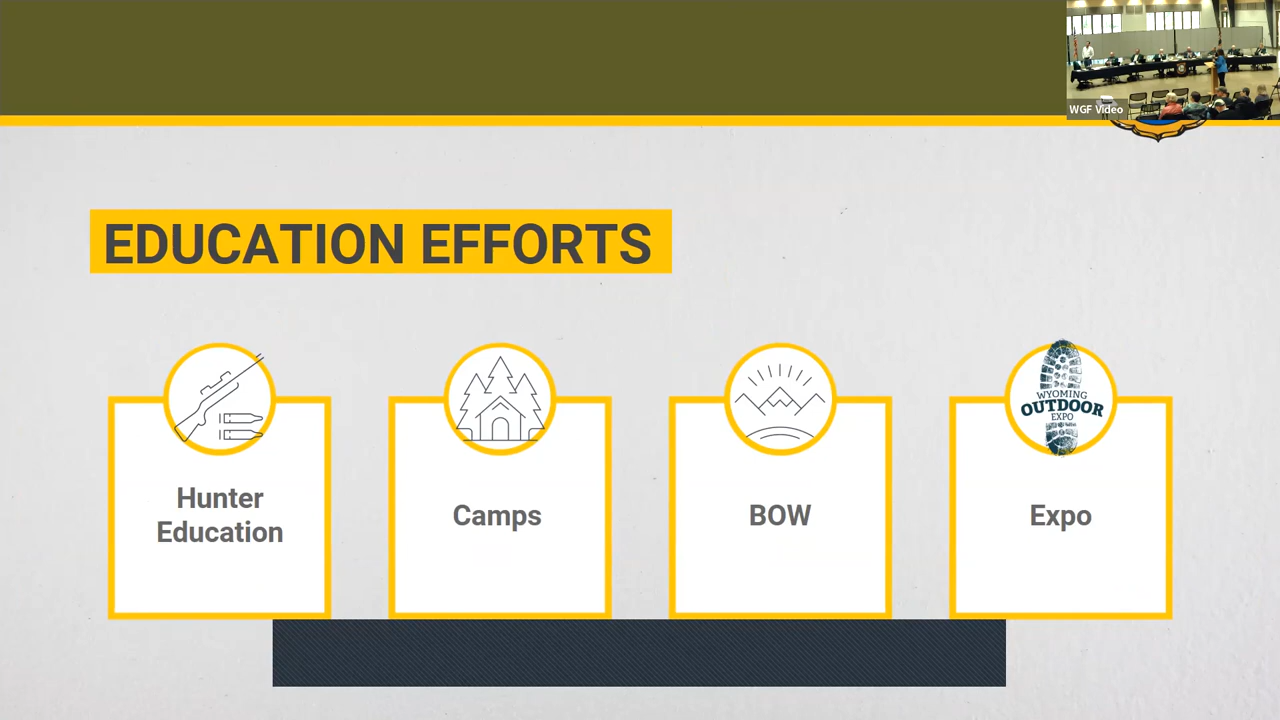 WGF Video
EDUCATION EFFORTS
WYOMING
OUTDOOR
EXPO
Hunter
Education
Camps
BOW
Expo